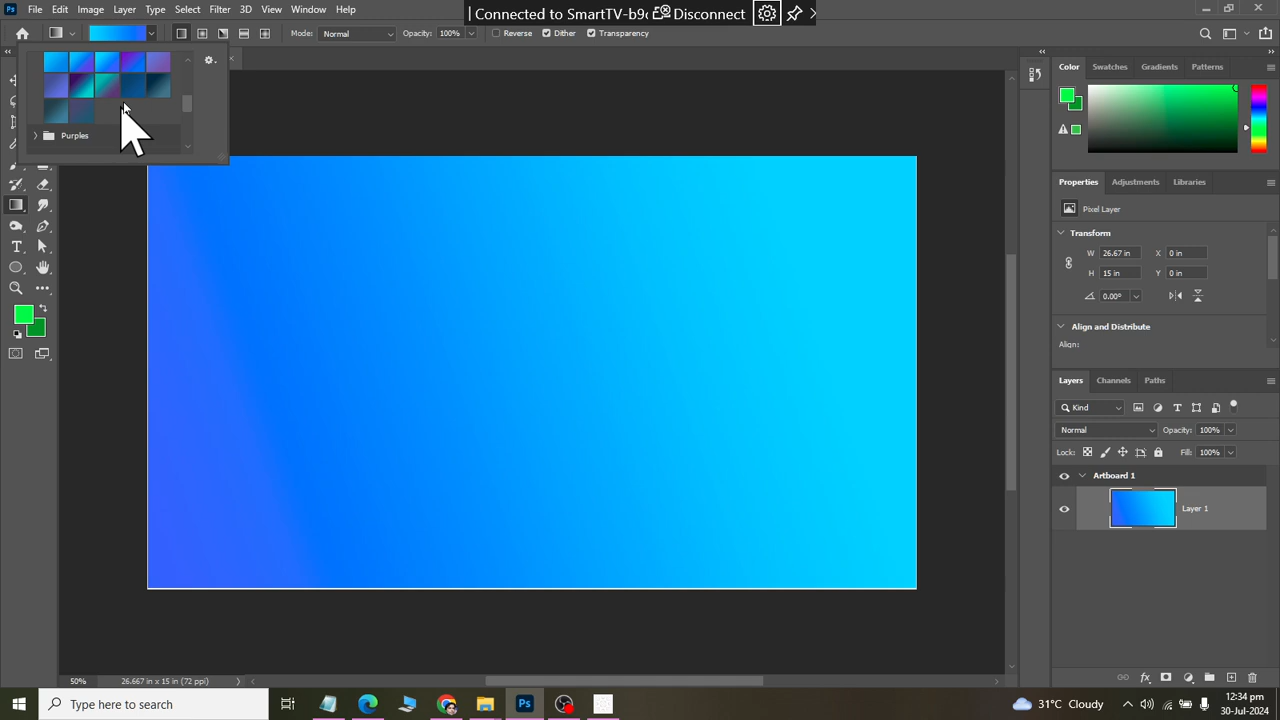 Ps File Edit Image Layer Type Select Filter 3D View Window Help
Connected to SmartTV-b9 Disconnect
Mode: Normal Opacity: 100% Reverse Dither Transparency
Purples
Color Swatches Gradients Patterns
Properties Adjustments Libraries
Pixel Layer
Transform
W 26.67 in X 0 in
H 15 in Y 0 in
0.00°
Align and Distribute
Align:
Layers Channels Paths
Kind
Normal Opacity: 100%
Lock: Fill: 100%
Artboard 1
Layer 1
50% 26.667 in x 15 in (72 ppi)
Type here to search
Ps
31°C Cloudy
12:34 pm
30-Jul-2024